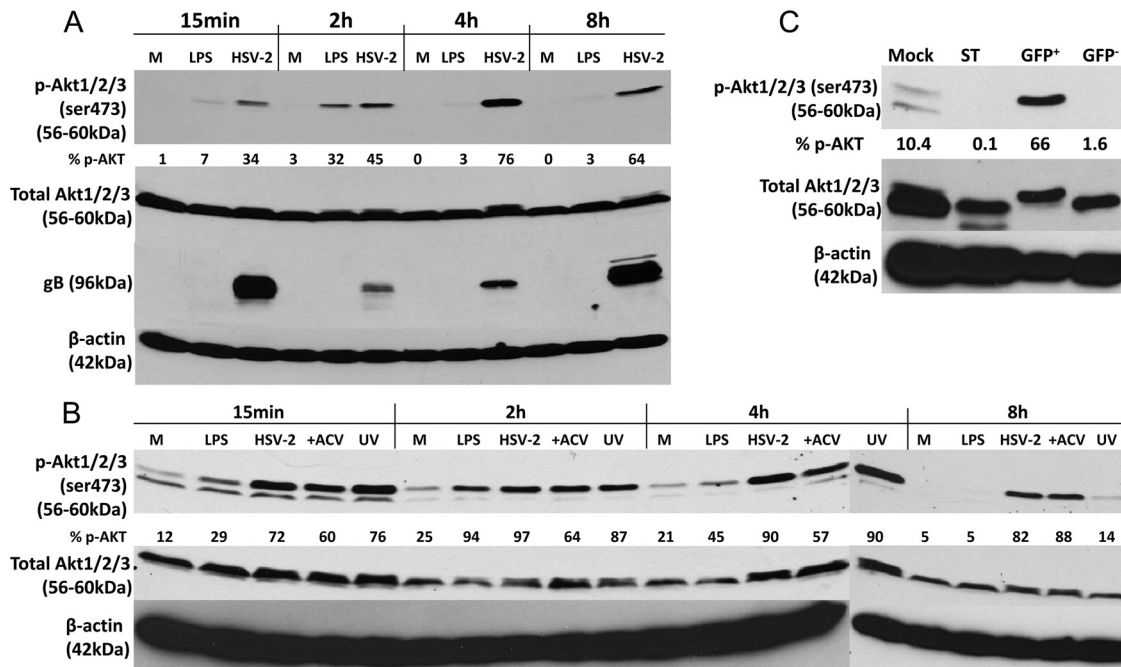 A
15min 2h 4h 8h
M LPS HSV-2 M LPS HSV-2 M LPS HSV-2 M LPS HSV-2
p-Akt1/2/3
(ser473)
(56-60kDa)
% p-AKT 1 7 34 3 32 45 0 3 76 0 3 64
Total Akt1/2/3
(56-60kDa)
gB (96kDa)
β-actin
(42kDa)
C
Mock ST GFP+ GFP-
p-Akt1/2/3 (ser473)
(56-60kDa)
% p-AKT 10.4 0.1 66 1.6
Total Akt1/2/3
(56-60kDa)
β-actin
(42kDa)
B
15min 2h 4h 8h
M LPS HSV-2 +ACV UV M LPS HSV-2 +ACV UV M LPS HSV-2 +ACV UV M LPS HSV-2 +ACV UV
p-Akt1/2/3
(ser473)
(56-60kDa)
% p-AKT 12 29 72 60 76 25 94 97 64 87 21 45 90 57 90 5 5 82 88 14
Total Akt1/2/3
(56-60kDa)
β-actin
(42kDa)